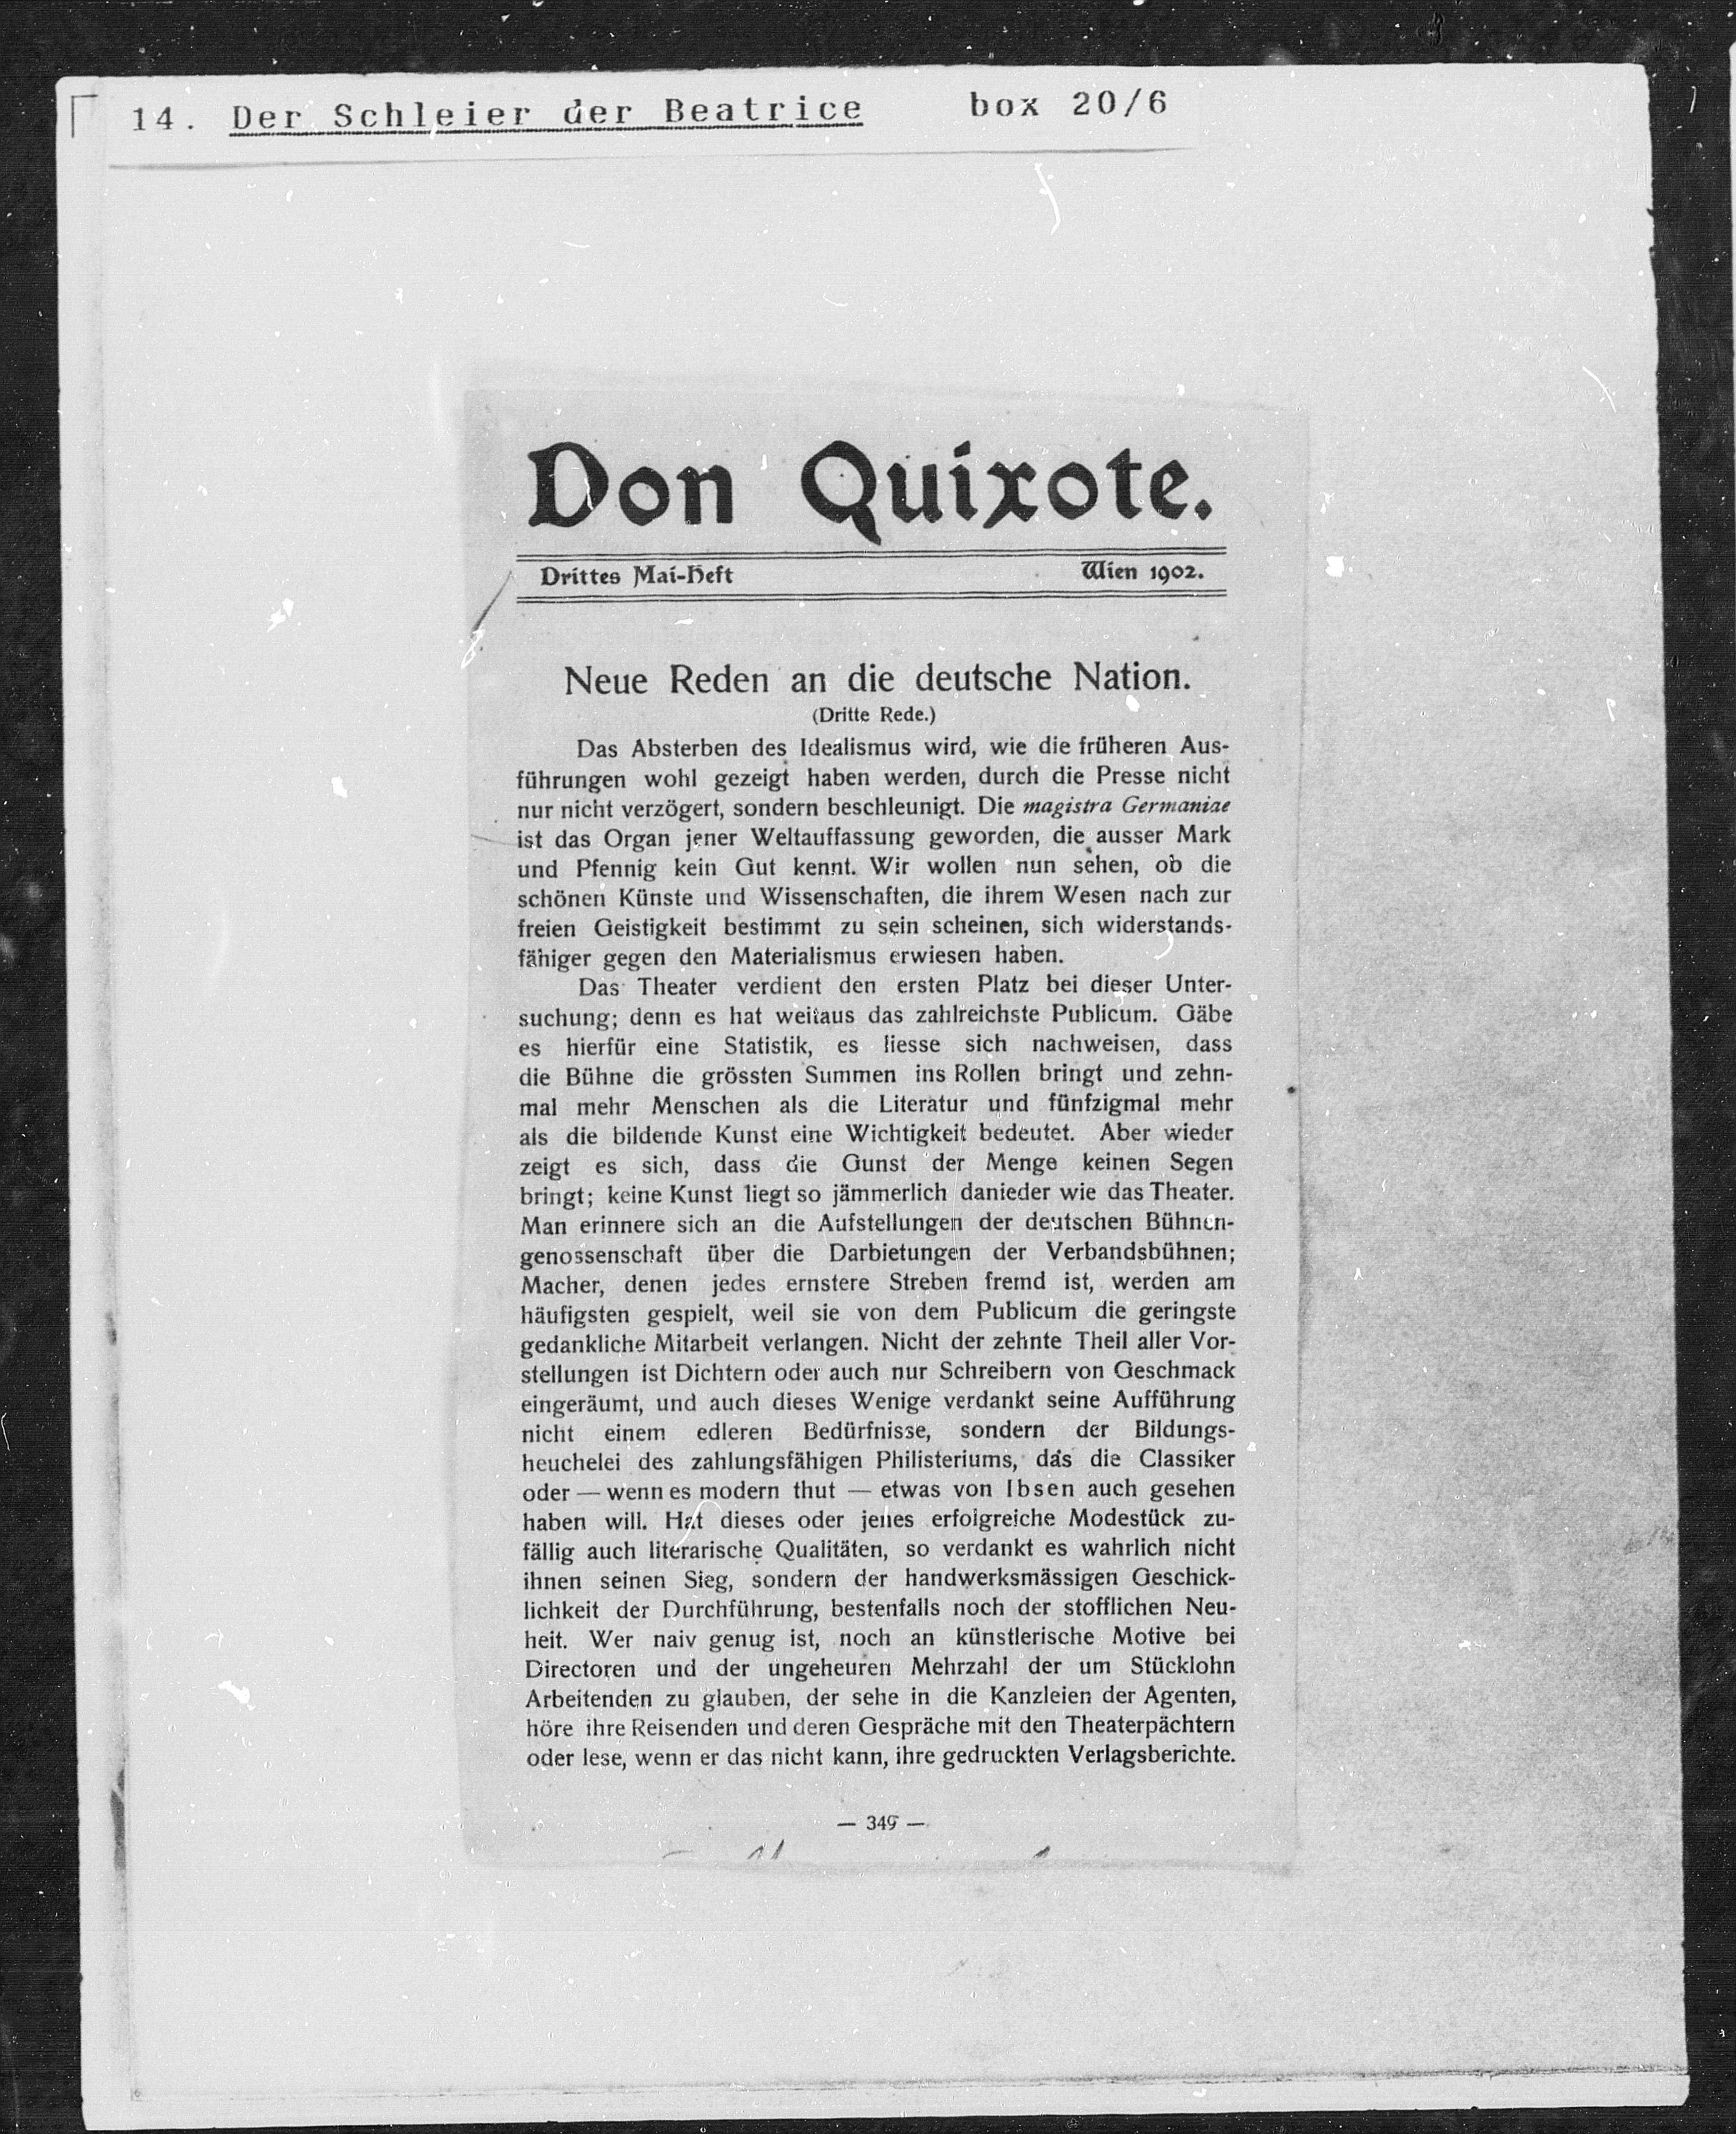 14. Der Schleier der Beatrice box 20/6
Don Quixote.
Drittes Mai-Heft Wien 1902.
Neue Reden an die deutsche Nation.
(Dritte Rede.)
Das Absterben des Idealismus wird, wie die früheren Aus-
führungen wohl gezeigt haben werden, durch die Presse nicht
nur nicht verzögert, sondern beschleunigt. Die magistra Germaniae
ist das Organ jener Weltauffassung geworden, die ausser Mark
und Pfennig kein Gut kennt. Wir wollen nun sehen, ob die
schönen Künste und Wissenschaften, die ihrem Wesen nach zur
freien Geistigkeit bestimmt zu sein scheinen, sich widerstands-
fähiger gegen den Materialismus erwiesen haben.
Das Theater verdient den ersten Platz bei dieser Unter-
suchung; denn es hat weitaus das zahlreichste Publicum. Gäbe
es hierfür eine Statistik, es liesse sich nachweisen, dass
die Bühne die grössten Summen ins Rollen bringt und zehn-
mal mehr Menschen als die Literatur und fünfzigmal mehr
als die bildende Kunst eine Wichtigkeit bedeutet. Aber wieder
zeigt es sich, dass die Gunst der Menge keinen Segen
bringt; keine Kunst liegt so jämmerlich danieder wie das Theater.
Man erinnere sich an die Aufstellungen der deutschen Bühnen-
genossenschaft über die Darbietungen der Verbandsbühnen;
Macher, denen jedes ernstere Streben fremd ist, werden am
häufigsten gespielt, weil sie von dem Publicum die geringste
gedankliche Mitarbeit verlangen. Nicht der zehnte Theil aller Vor-
stellungen ist Dichtern oder auch nur Schreibern von Geschmack
eingeräumt, und auch dieses Wenige verdankt seine Aufführung
nicht einem edleren Bedürfnisse, sondern der Bildungs-
heuchelei des zahlungsfähigen Philisteriums, das die Classiker
oder — wenn es modern thut — etwas von Ibsen auch gesehen
haben will. Hat dieses oder jenes erfolgreiche Modestück zu-
fällig auch literarische Qualitäten, so verdankt es wahrlich nicht
ihnen seinen Sieg, sondern der handwerksmässigen Geschick-
lichkeit der Durchführung, bestenfalls noch der stofflichen Neu-
heit. Wer naiv genug ist, noch an künstlerische Motive bei
Directoren und der ungeheuren Mehrzahl der um Stücklohn
Arbeitenden zu glauben, der sehe in die Kanzleien der Agenten,
höre ihre Reisenden und deren Gespräche mit den Theaterpächtern
oder lese, wenn er das nicht kann, ihre gedruckten Verlagsberichte.
— 349 —